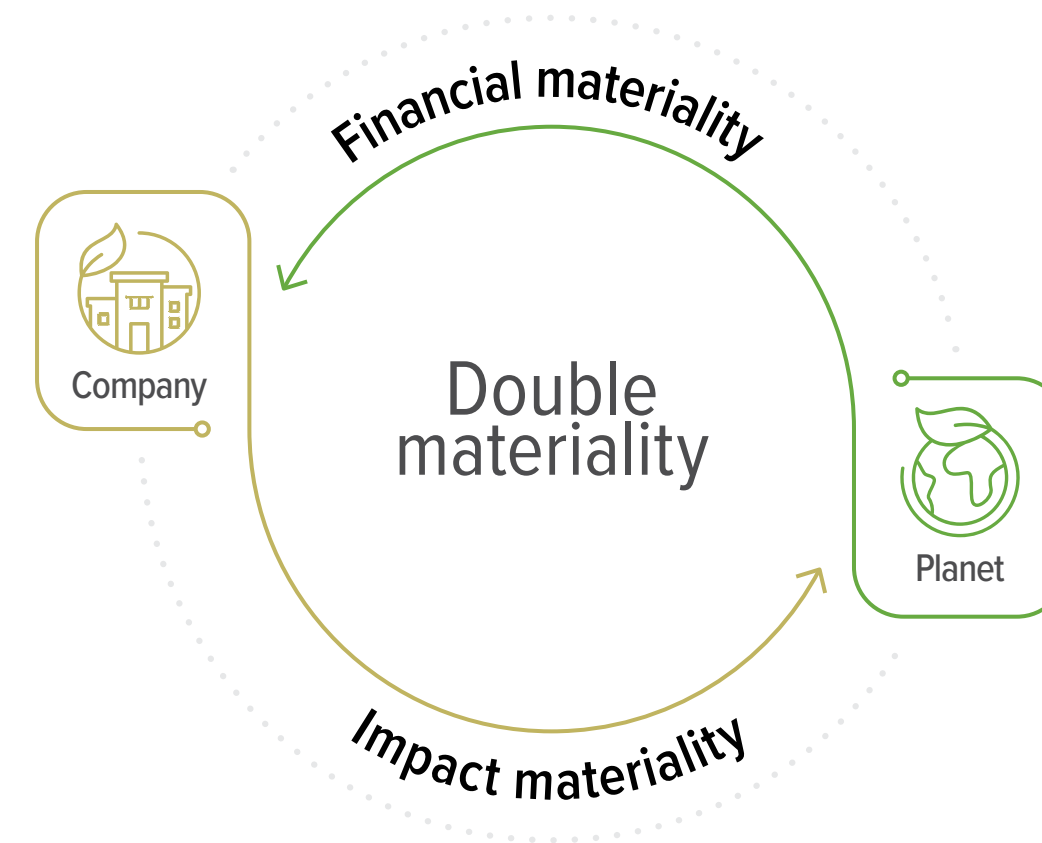 Financial materiality
Company
Double
materiality
Planet
Impact materiality